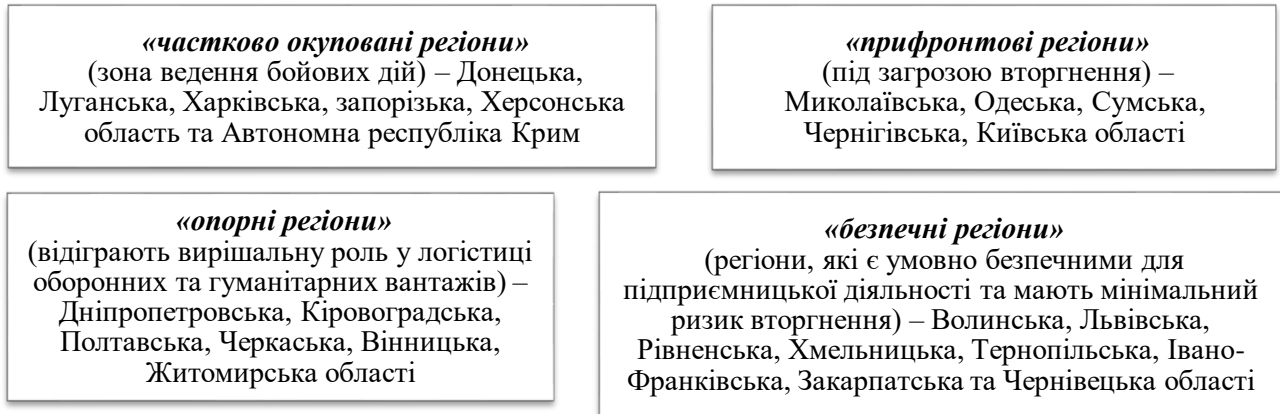 «частково окуповані регіони»
(зона ведення бойових дій) – Донецька,
Луганська, Харківська, запорізька, Херсонська
область та Автономна республіка Крим
«прифронтові регіони»
(під загрозою вторгнення) –
Миколаївська, Одеська, Сумська,
Чернігівська, Київська області
«опорні регіони»
(відіграють вирішальну роль у логістиці
оборонних та гуманітарних вантажів) –
Дніпропетровська, Кіровоградська,
Полтавська, Черкаська, Вінницька,
Житомирська області
«безпечні регіони»
(регіони, які є умовно безпечними для
підприємницької діяльності та мають мінімальний
ризик вторгнення) – Волинська, Львівська,
Рівненська, Хмельницька, Тернопільська, Івано-
Франківська, Закарпатська та Чернівецька області